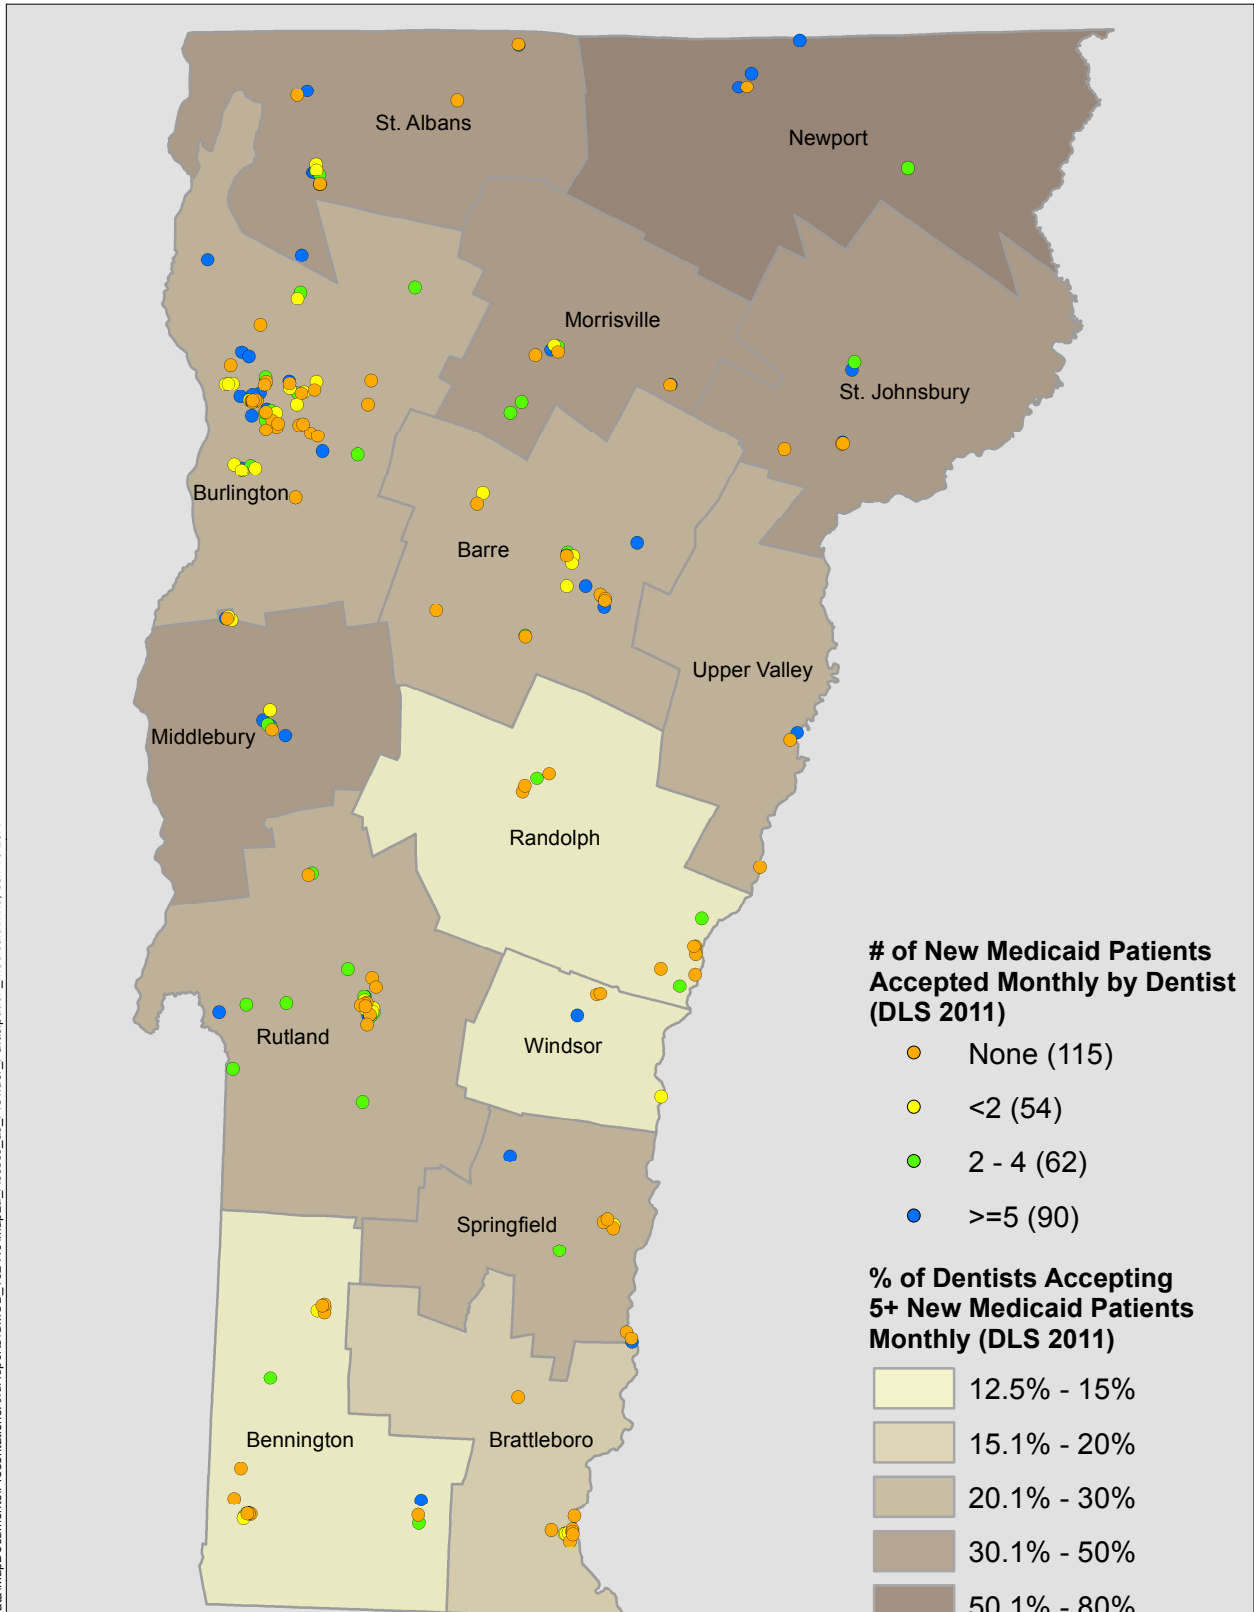 St. Albans
Newport
Morrisville
St. Johnsbury
Burlington
Barre
Upper Valley
Middlebury
Randolph
Rutland
Windsor
Springfield
Bennington
Brattleboro
# of New Medicaid Patients
Accepted Monthly by Dentist
(DLS 2011)
None (115)
<2 (54)
2 - 4 (62)
>=5 (90)
% of Dentists Accepting
5+ New Medicaid Patients
Monthly (DLS 2011)
12.5% - 15%
15.1% - 20%
20.1% - 30%
30.1% - 50%
50.1% - 80%